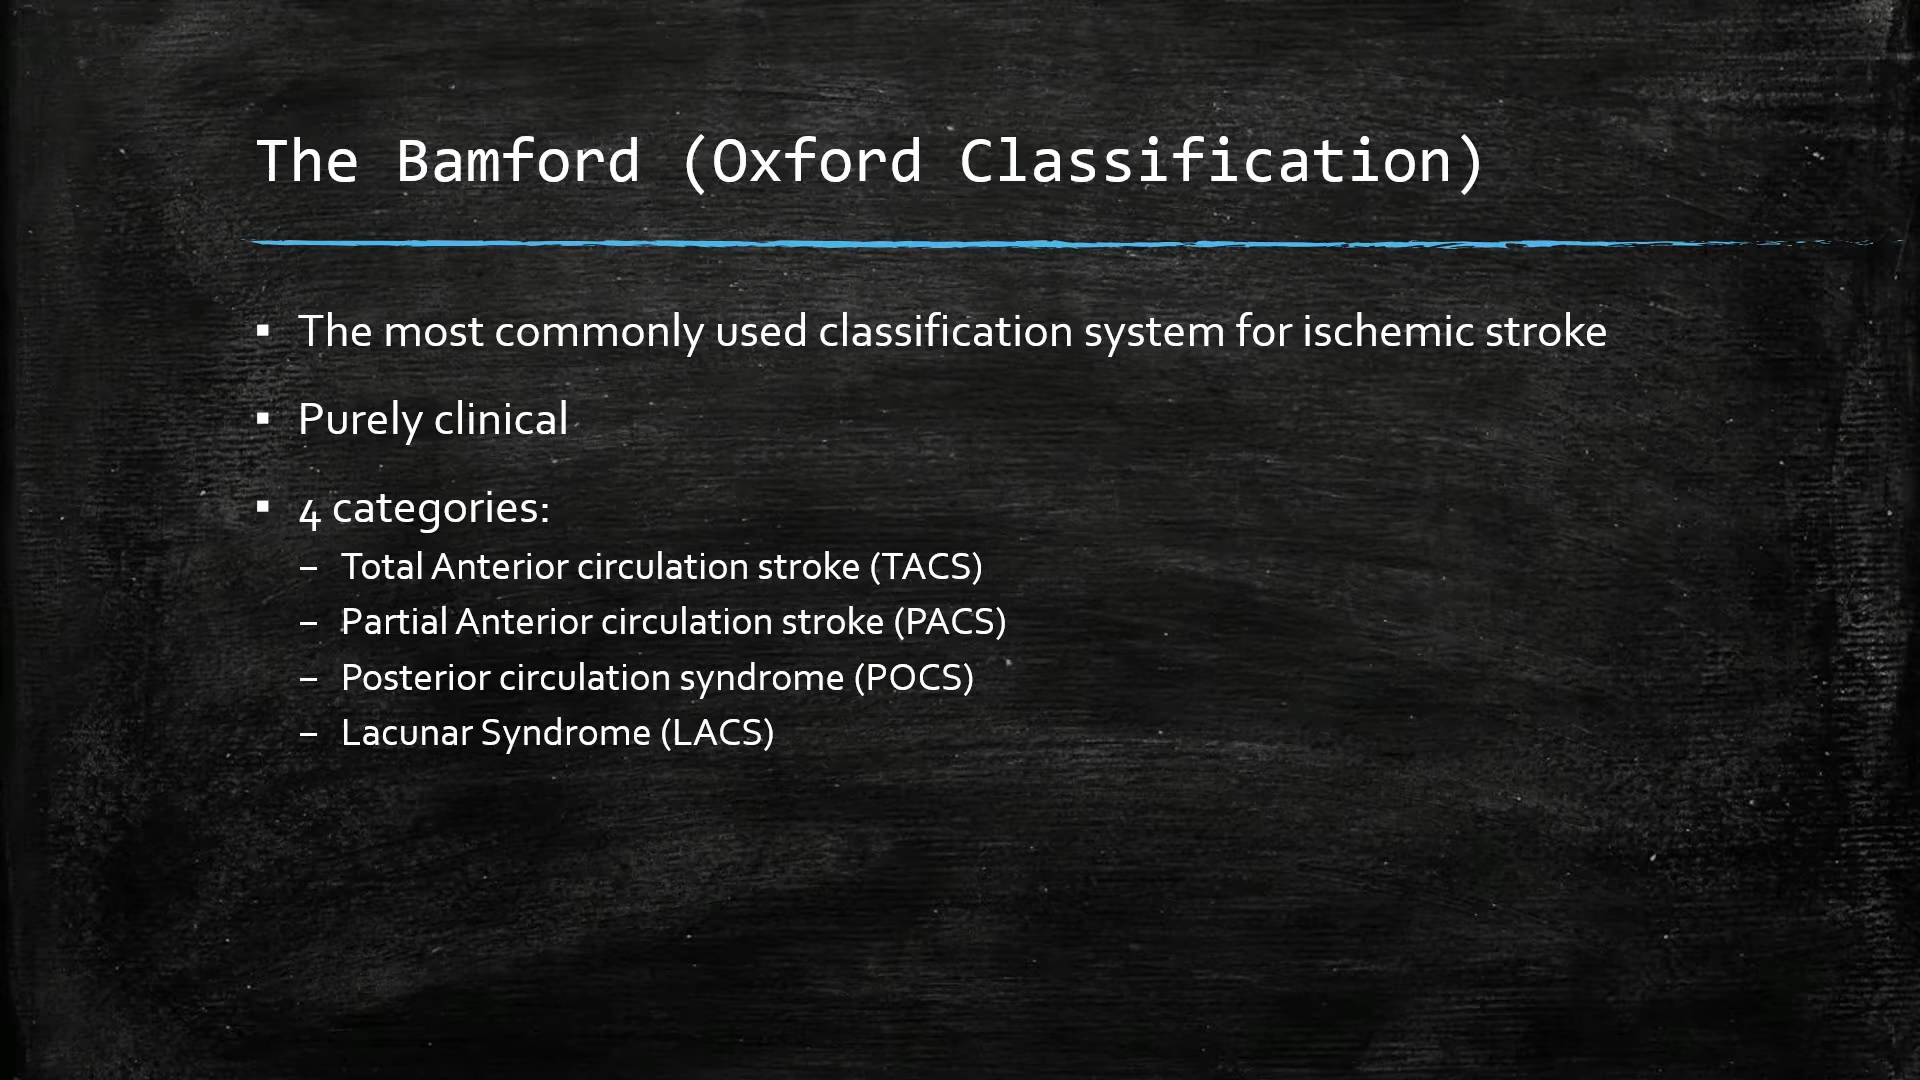 The Bamford (Oxford Classification)
▪ The most commonly used classification system for ischemic stroke
▪ Purely clinical
▪ 4 categories:
– Total Anterior circulation stroke (TACS)
– Partial Anterior circulation stroke (PACS)
– Posterior circulation syndrome (POCS)
– Lacunar Syndrome (LACS)